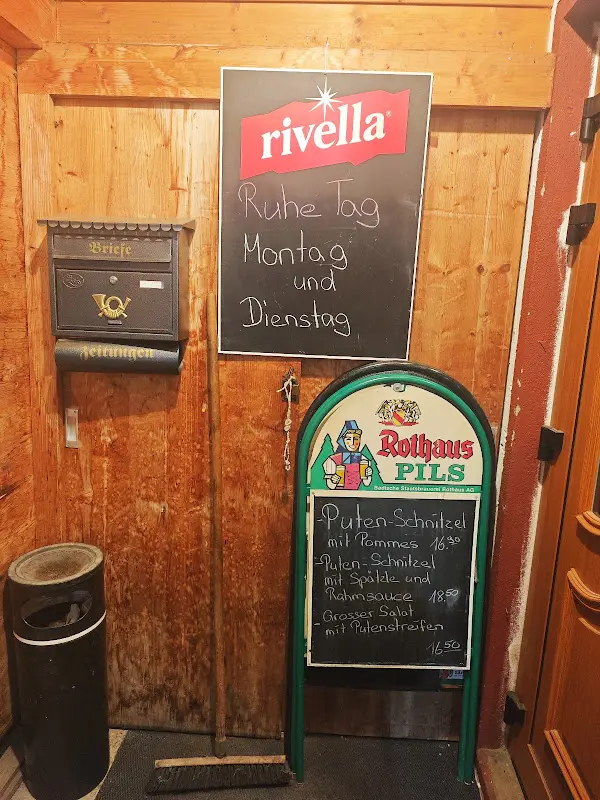 rivella
Ruhe Tag
Montag
und
Dienstag
Briefe
Zeitungen
Rothaus
PILS
Badische Staatsbrauerei Rothaus AG
-Puten-Schnitzel
mit Pommes 16.90
-Puten-Schnitzel
mit Spätzle und
Rahmsauce 18.50
-Grosser Salat
mit Putenstreifen
16.50